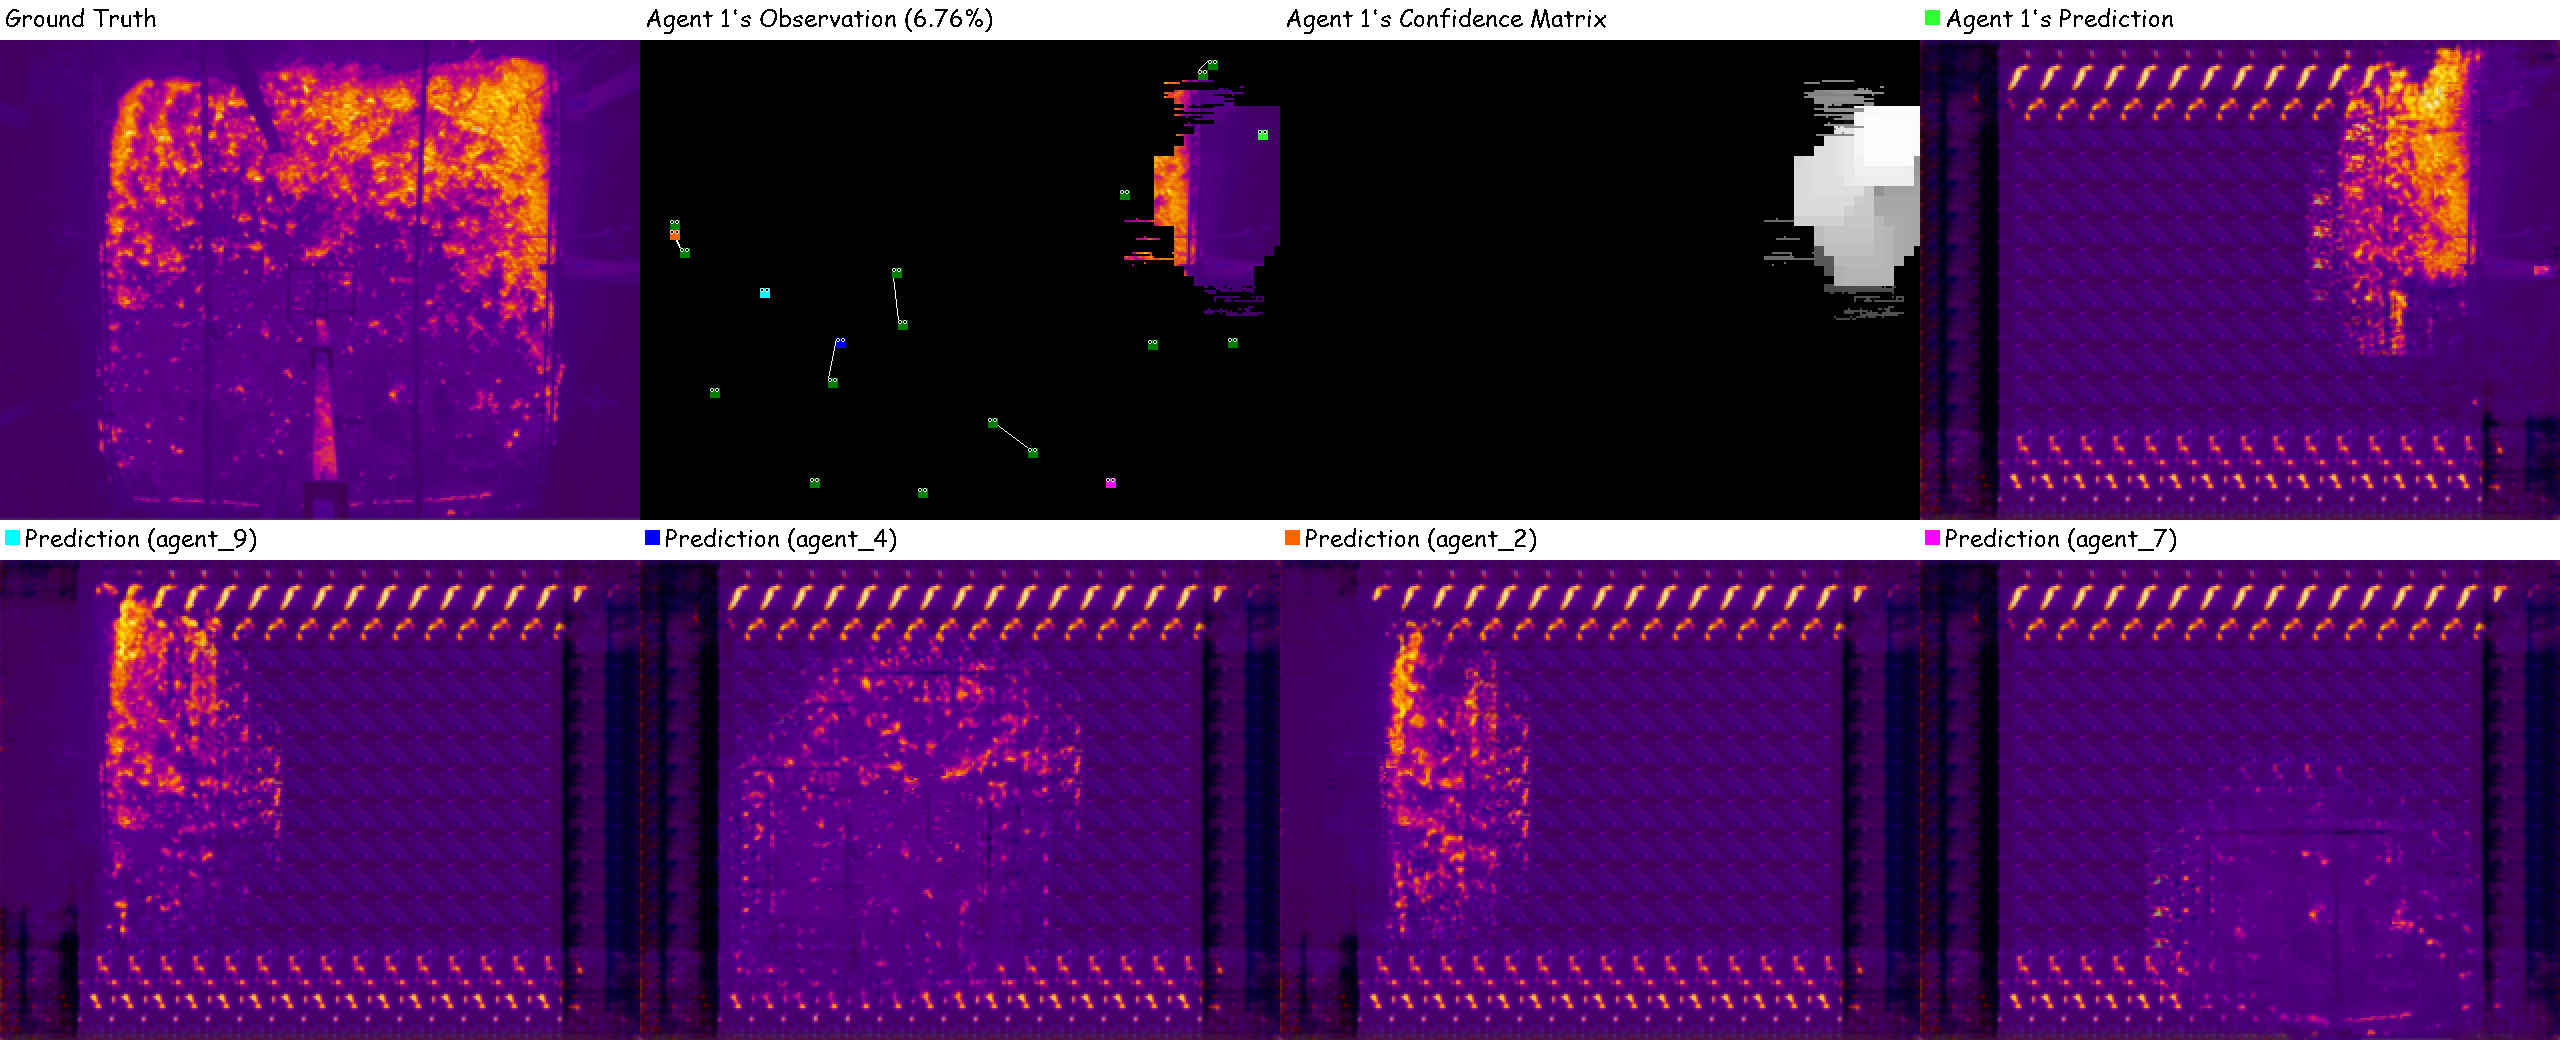 Ground Truth
Agent 1's Observation (6.76%)
Agent 1's Confidence Matrix
Agent 1's Prediction
Prediction (agent_9)
Prediction (agent_4)
Prediction (agent_2)
Prediction (agent_7)